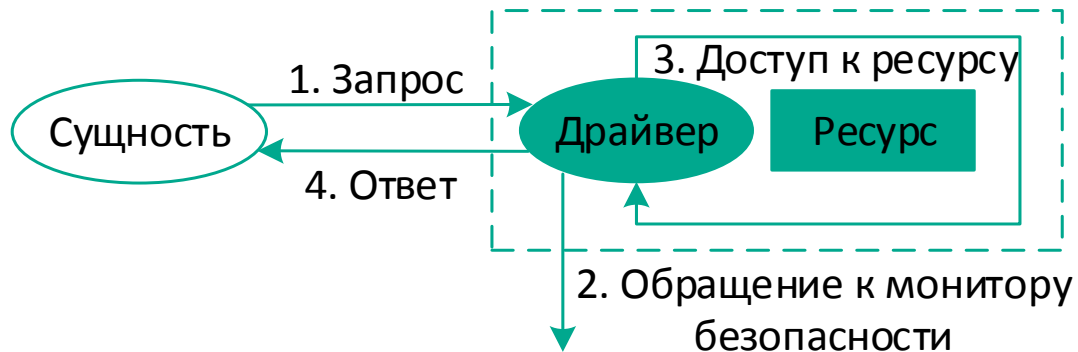 3. Доступ к ресурсу
1. Запрос
Сущность
Драйвер
Ресурс
4. Ответ
2. Обращение к монитору
безопасности